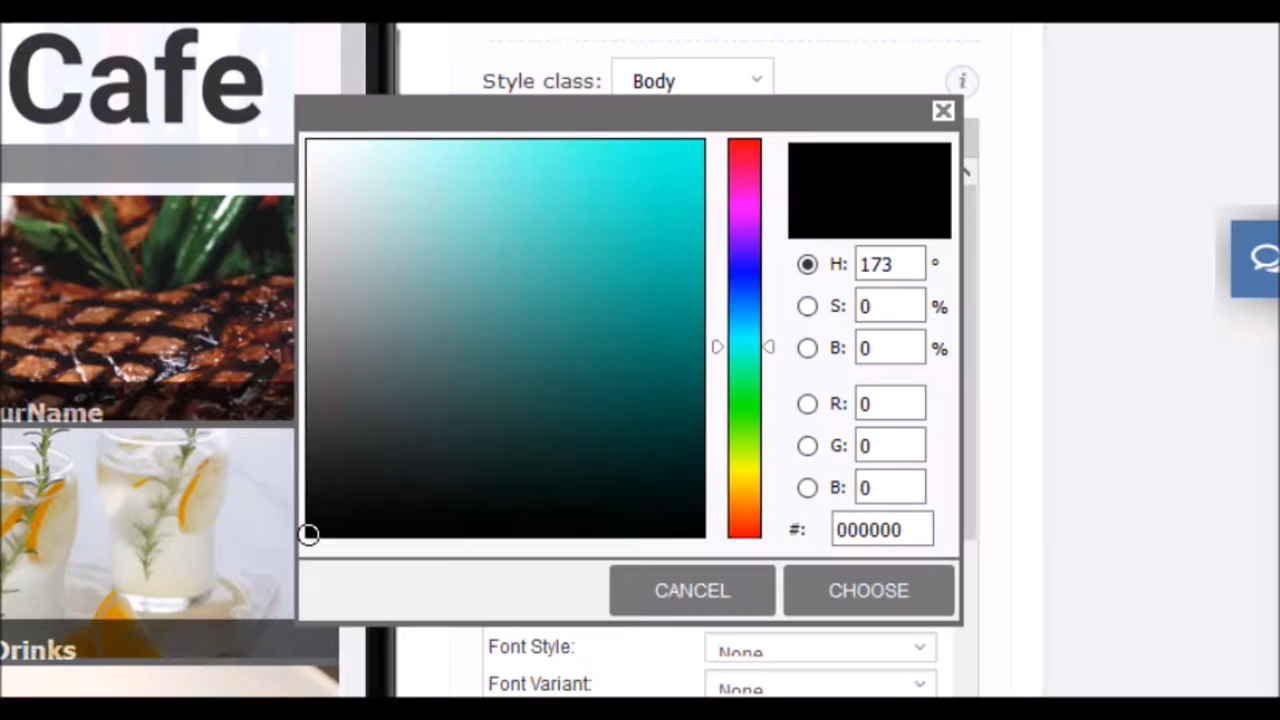 Cafe
Style class: Body
i
H: 173 °
S: 0 %
B: 0 %
R: 0
G: 0
B: 0
#: 000000
CANCEL CHOOSE
urName
Drinks
Font Style: None
Font Variant: None